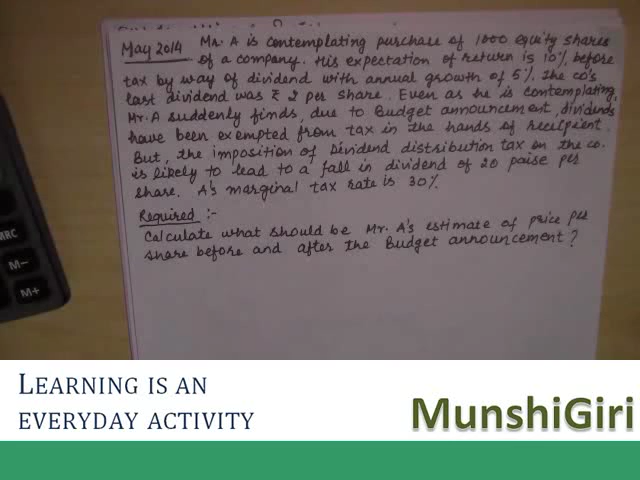 May 2014 Mr. A is contemplating purchase of 1000 equity shares
of a company. His expectation of return is 10% before
tax by way of dividend with annual growth of 5%. The co's
last dividend was ₹ 2 per share. Even as he is contemplating,
Mr. A suddenly finds, due to Budget announcement, dividends
have been exempted from tax in the hands of recipient.
But, the imposition of Dividend distribution tax on the co.
is likely to lead to a fall in dividend of 20 paise per
share. A's marginal tax rate is 30%.
Required :-
Calculate what should be Mr. A's estimate of price per
share before and after the Budget announcement ?
MRC
M−
M+
LEARNING IS AN
EVERYDAY ACTIVITY
MunshiGiri